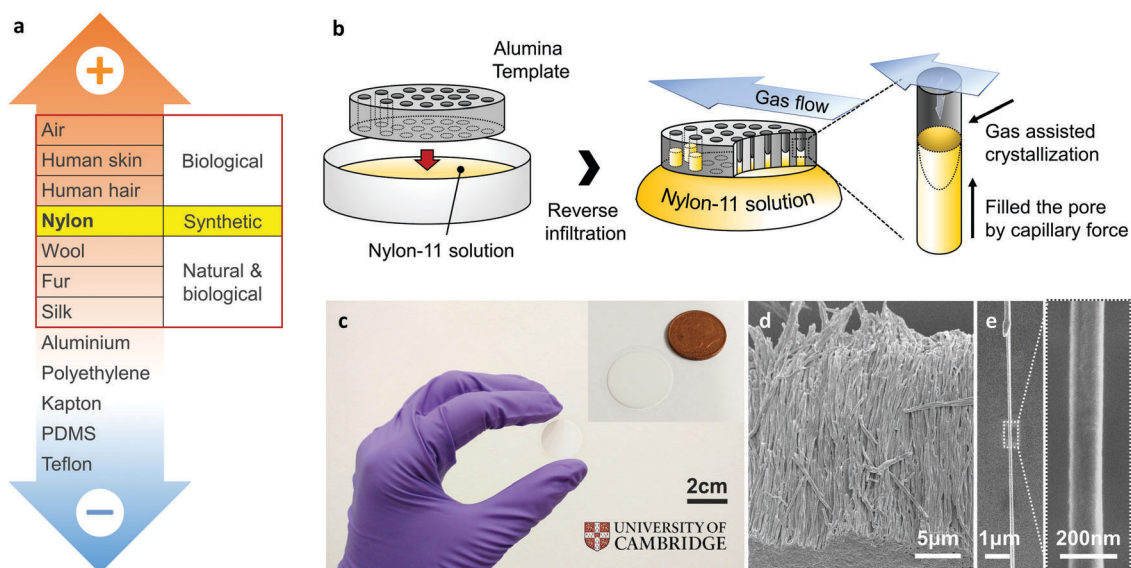 a
+
Air
Human skin
Human hair
Biological
Nylon
Synthetic
Wool
Fur
Silk
Natural &
biological
Aluminium
Polyethylene
Kapton
PDMS
Teflon
−
b
Alumina
Template
Nylon-11 solution
Reverse
infiltration
Gas flow
Nylon-11 solution
Gas assisted
crystallization
Filled the pore
by capillary force
c
2cm
UNIVERSITY OF
CAMBRIDGE
d
5μm
e
1μm
200nm